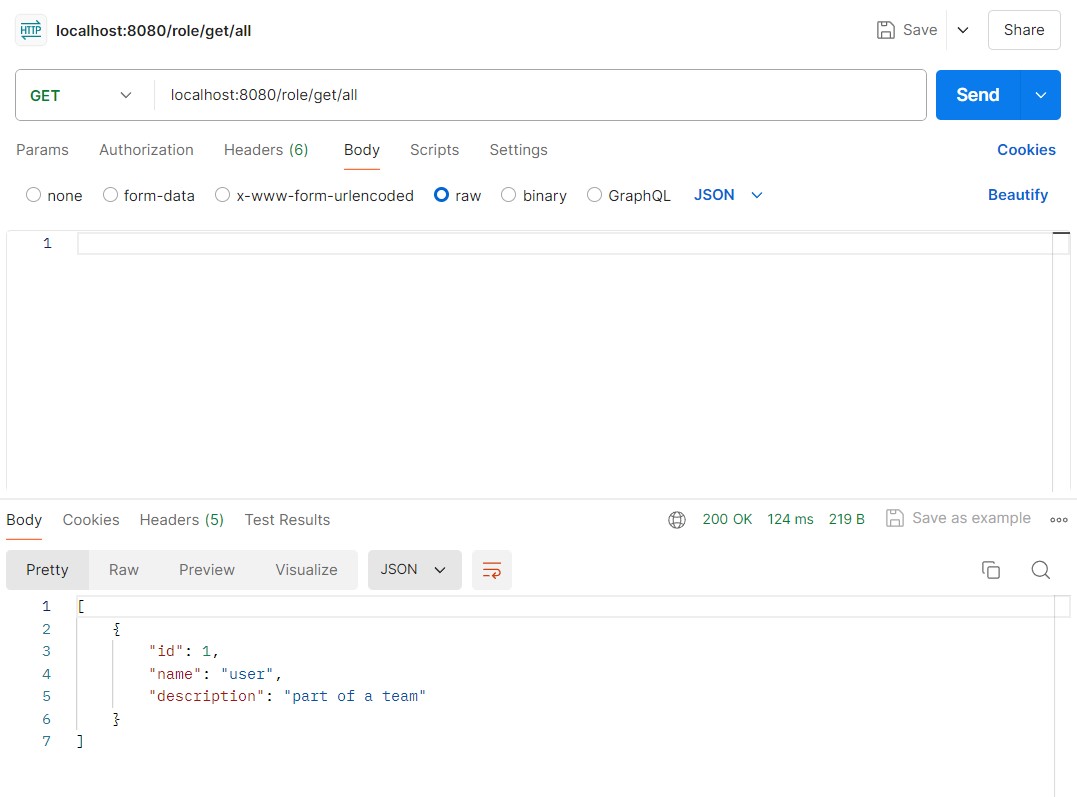 HTTP localhost:8080/role/get/all Save Share
GET localhost:8080/role/get/all Send
Params Authorization Headers (6) Body Scripts Settings Cookies
none form-data x-www-form-urlencoded raw binary GraphQL JSON Beautify
1
Body Cookies Headers (5) Test Results 200 OK 124 ms 219 B Save as example
Pretty Raw Preview Visualize JSON
1 [
2 {
3 "id": 1,
4 "name": "user",
5 "description": "part of a team"
6 }
7 ]